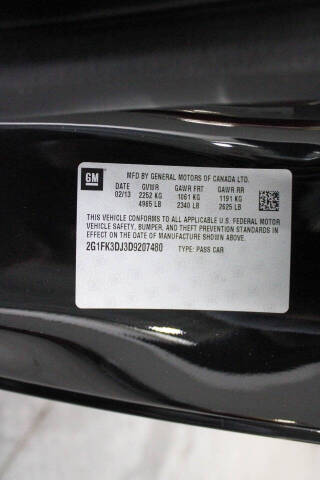 GM
MFD BY GENERAL MOTORS OF CANADA LTD.
DATE GVWR GAWR FRT GAWR RR
02/13 2252 KG 1061 KG 1191 KG
4965 LB 2340 LB 2625 LB
THIS VEHICLE CONFORMS TO ALL APPLICABLE U.S. FEDERAL MOTOR
VEHICLE SAFETY, BUMPER, AND THEFT PREVENTION STANDARDS IN
EFFECT ON THE DATE OF MANUFACTURE SHOWN ABOVE.
2G1FK3DJ3D9207480 TYPE: PASS CAR